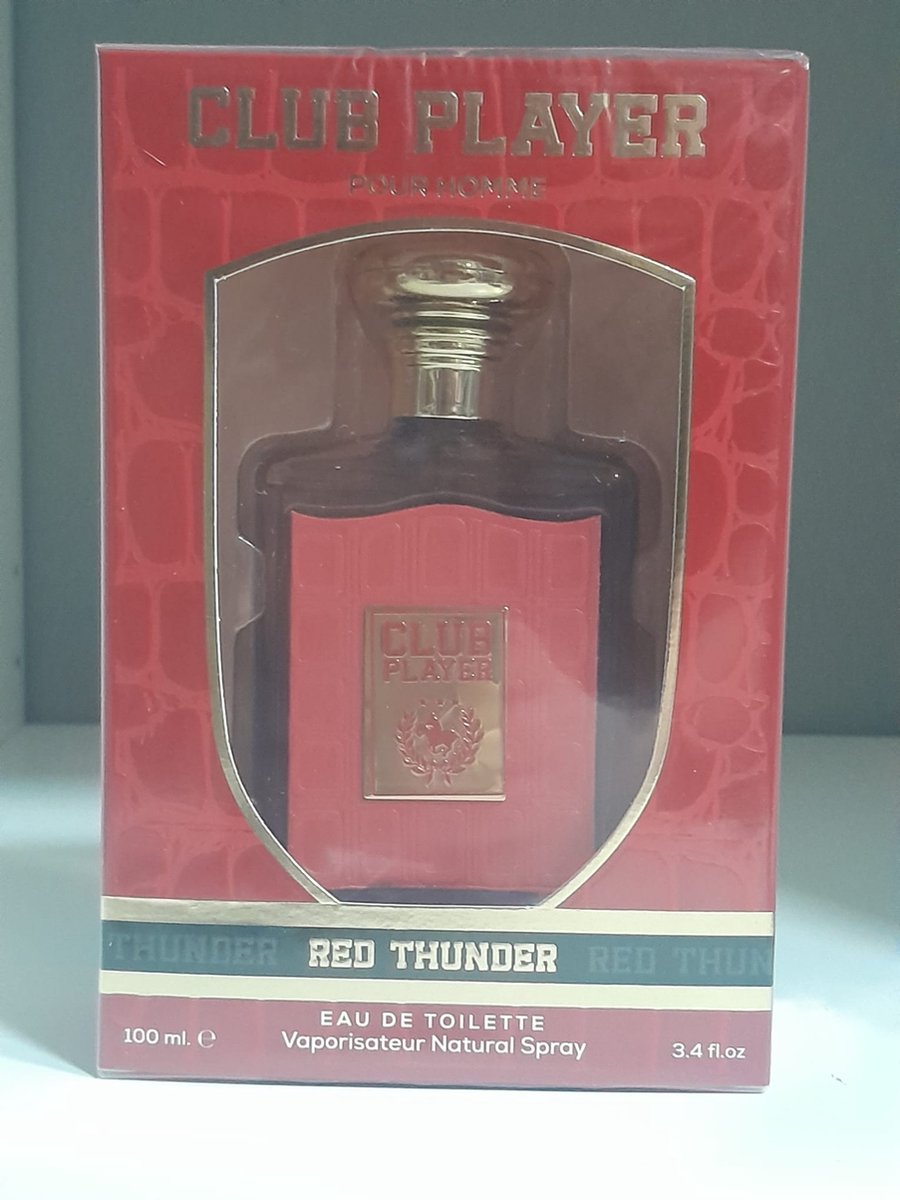 CLUB PLAYER
POUR HOMME
CLUB
PLAYER
THUNDER RED THUNDER RED THUN
EAU DE TOILETTE
100 ml. ℮ Vaporisateur Natural Spray 3.4 fl.oz